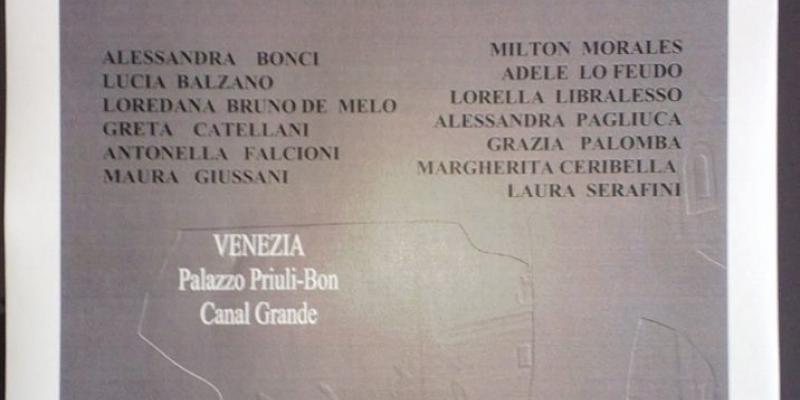 ALESSANDRA BONCI
LUCIA BALZANO
LOREDANA BRUNO DE MELO
GRETA CATELLANI
ANTONELLA FALCIONI
MAURA GIUSSANI
MILTON MORALES
ADELE LO FEUDO
LORELLA LIBRALESSO
ALESSANDRA PAGLIUCA
GRAZIA PALOMBA
MARGHERITA CERIBELLA
LAURA SERAFINI
VENEZIA
Palazzo Priuli-Bon
Canal Grande